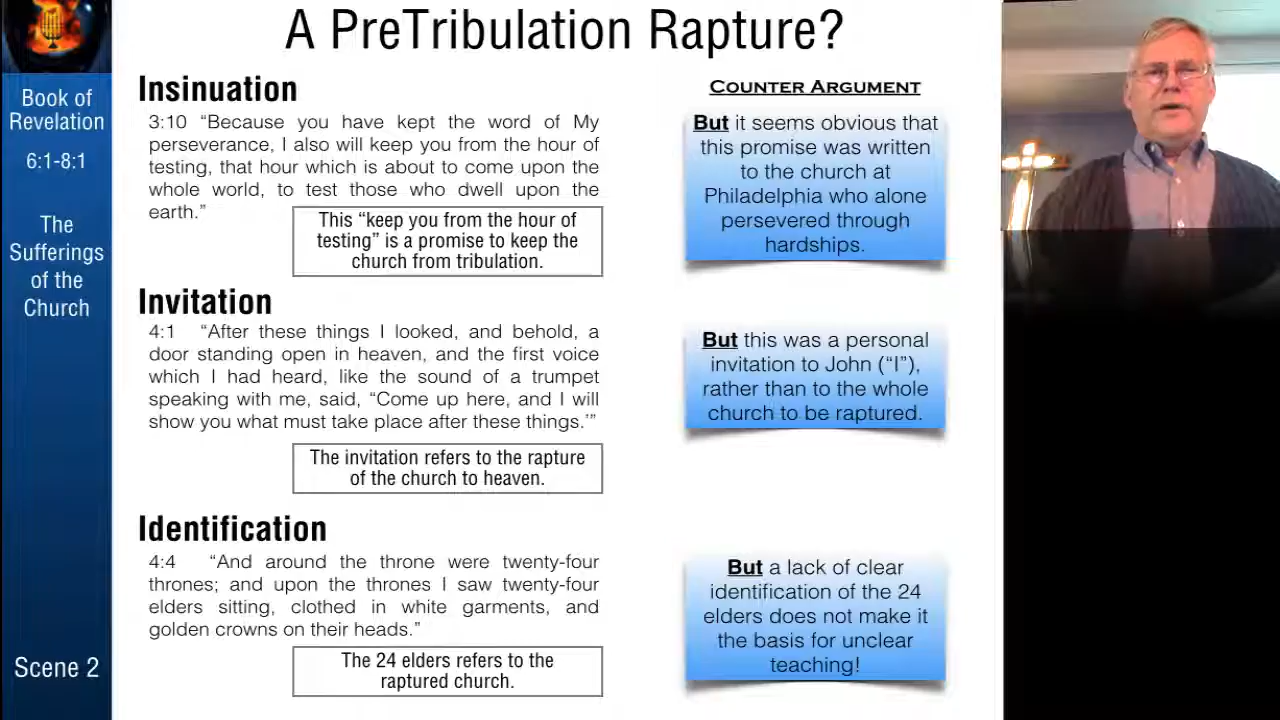 A PreTribulation Rapture?
Book of
Revelation
6:1-8:1
The
Sufferings
of the
Church
Scene 2
Insinuation
3:10 “Because you have kept the word of My
perseverance, I also will keep you from the hour of
testing, that hour which is about to come upon the
whole world, to test those who dwell upon the
earth.”
This “keep you from the hour of
testing” is a promise to keep the
church from tribulation.
COUNTER ARGUMENT
But it seems obvious that
this promise was written
to the church at
Philadelphia who alone
persevered through
hardships.
Invitation
4:1 “After these things I looked, and behold, a
door standing open in heaven, and the first voice
which I had heard, like the sound of a trumpet
speaking with me, said, “Come up here, and I will
show you what must take place after these things.’”
The invitation refers to the rapture
of the church to heaven.
But this was a personal
invitation to John (“I”),
rather than to the whole
church to be raptured.
Identification
4:4 “And around the throne were twenty-four
thrones; and upon the thrones I saw twenty-four
elders sitting, clothed in white garments, and
golden crowns on their heads.”
The 24 elders refers to the
raptured church.
But a lack of clear
identification of the 24
elders does not make it
the basis for unclear
teaching!